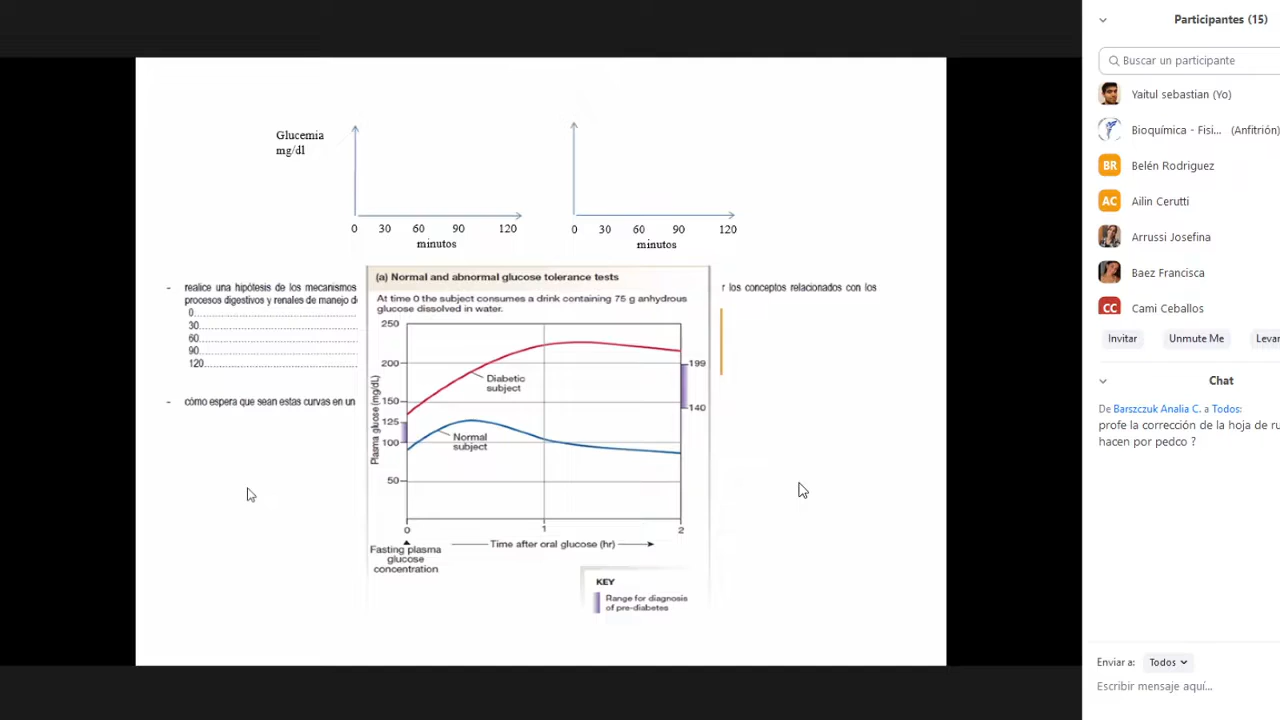 Glucemia
mg/dl
0 30 60 90 120
minutos
0 30 60 90 120
minutos
- realice una hipótesis de los mecanismos
procesos digestivos y renales de manejo d
r los conceptos relacionados con los
0
30
60
90
120
- cómo espera que sean estas curvas en un
(a) Normal and abnormal glucose tolerance tests
At time 0 the subject consumes a drink containing 75 g anhydrous
glucose dissolved in water.
Plasma glucose (mg/dL)
250
200
150
125
100
50
199
140
Diabetic
subject
Normal
subject
0 1 2
Time after oral glucose (hr)
Fasting plasma
glucose
concentration
KEY
Range for diagnosis
of pre-diabetes
Participantes (15)
Buscar un participante
Yaitul sebastian (Yo)
Bioquímica - Fisi... (Anfitrión)
BR Belén Rodriguez
AC Ailin Cerutti
Arrussi Josefina
Baez Francisca
CC Cami Ceballos
Invitar Unmute Me Levar
Chat
De Barszczuk Analia C. a Todos:
profe la corrección de la hoja de ru
hacen por pedco ?
Enviar a: Todos
Escribir mensaje aquí...